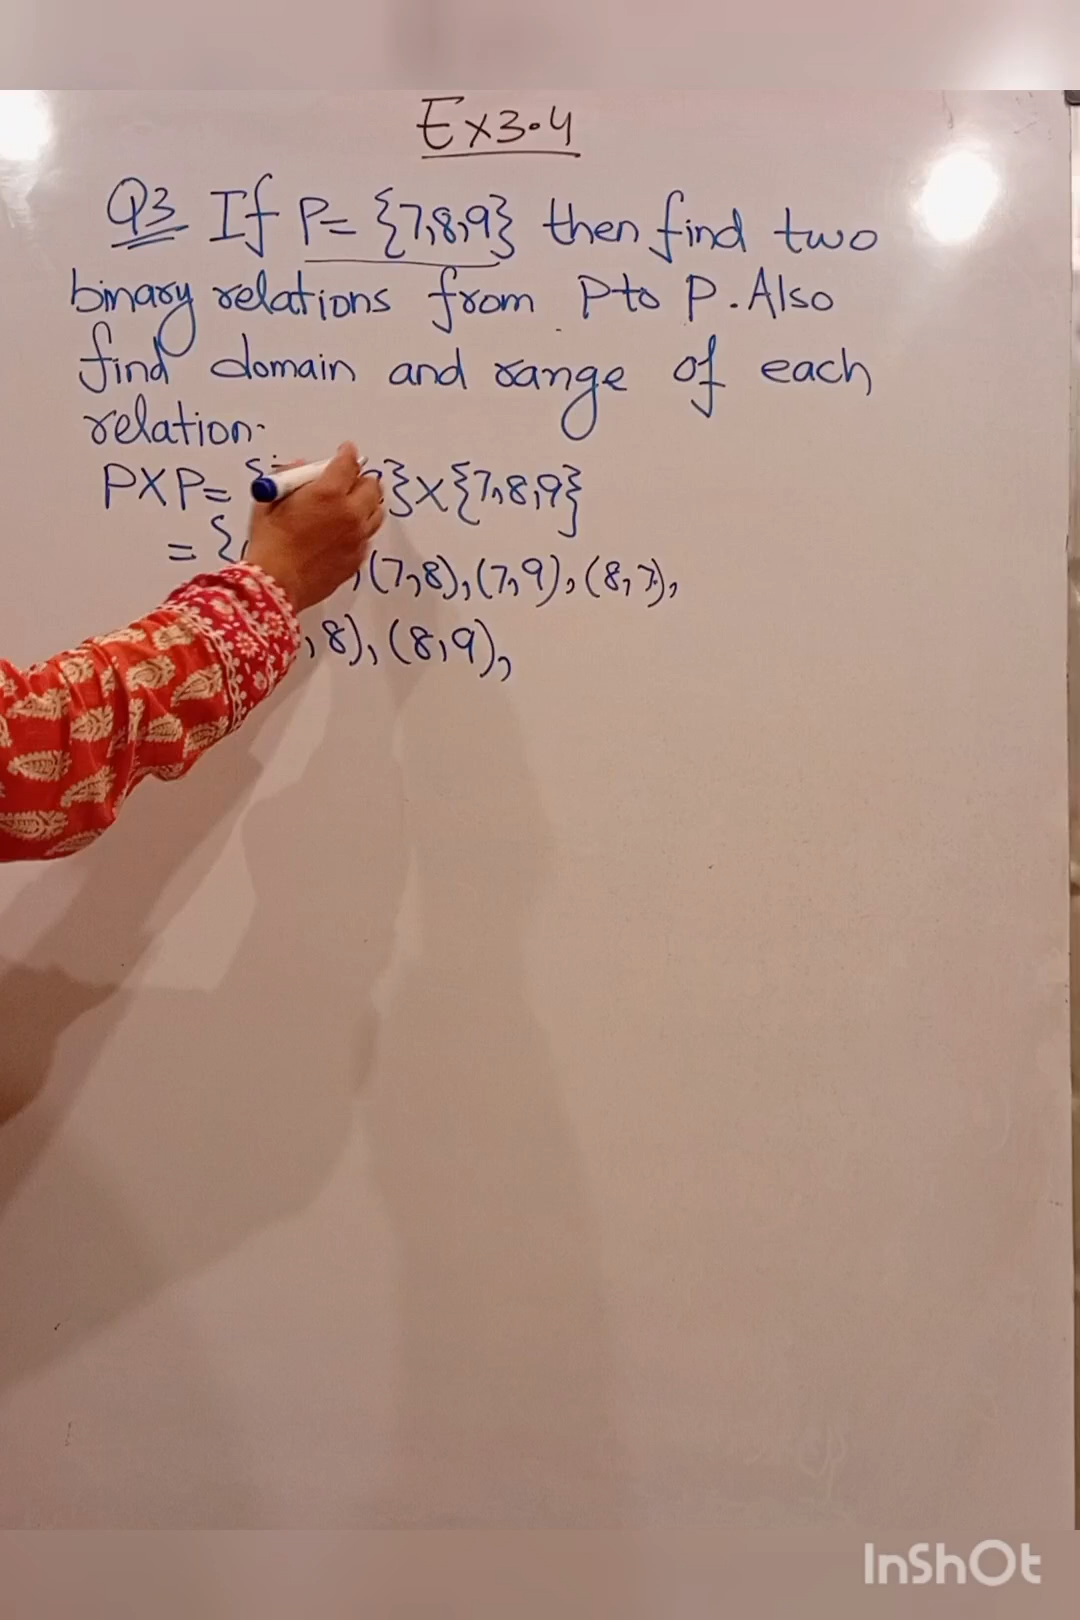 Ex3.4
Q3 If P= {7,8,9} then find two
binary relations from P to P. Also
find domain and range of each
relation.
PXP= { }x{7,8,9}
= { ,(7,8),(7,9),(8,7),
,8),(8,9),
InShOt